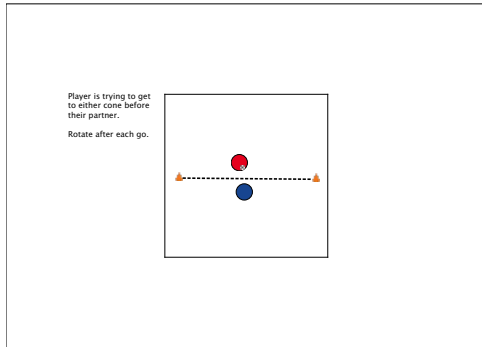 Player is trying to get
to either cone before
their partner.
Rotate after each go.